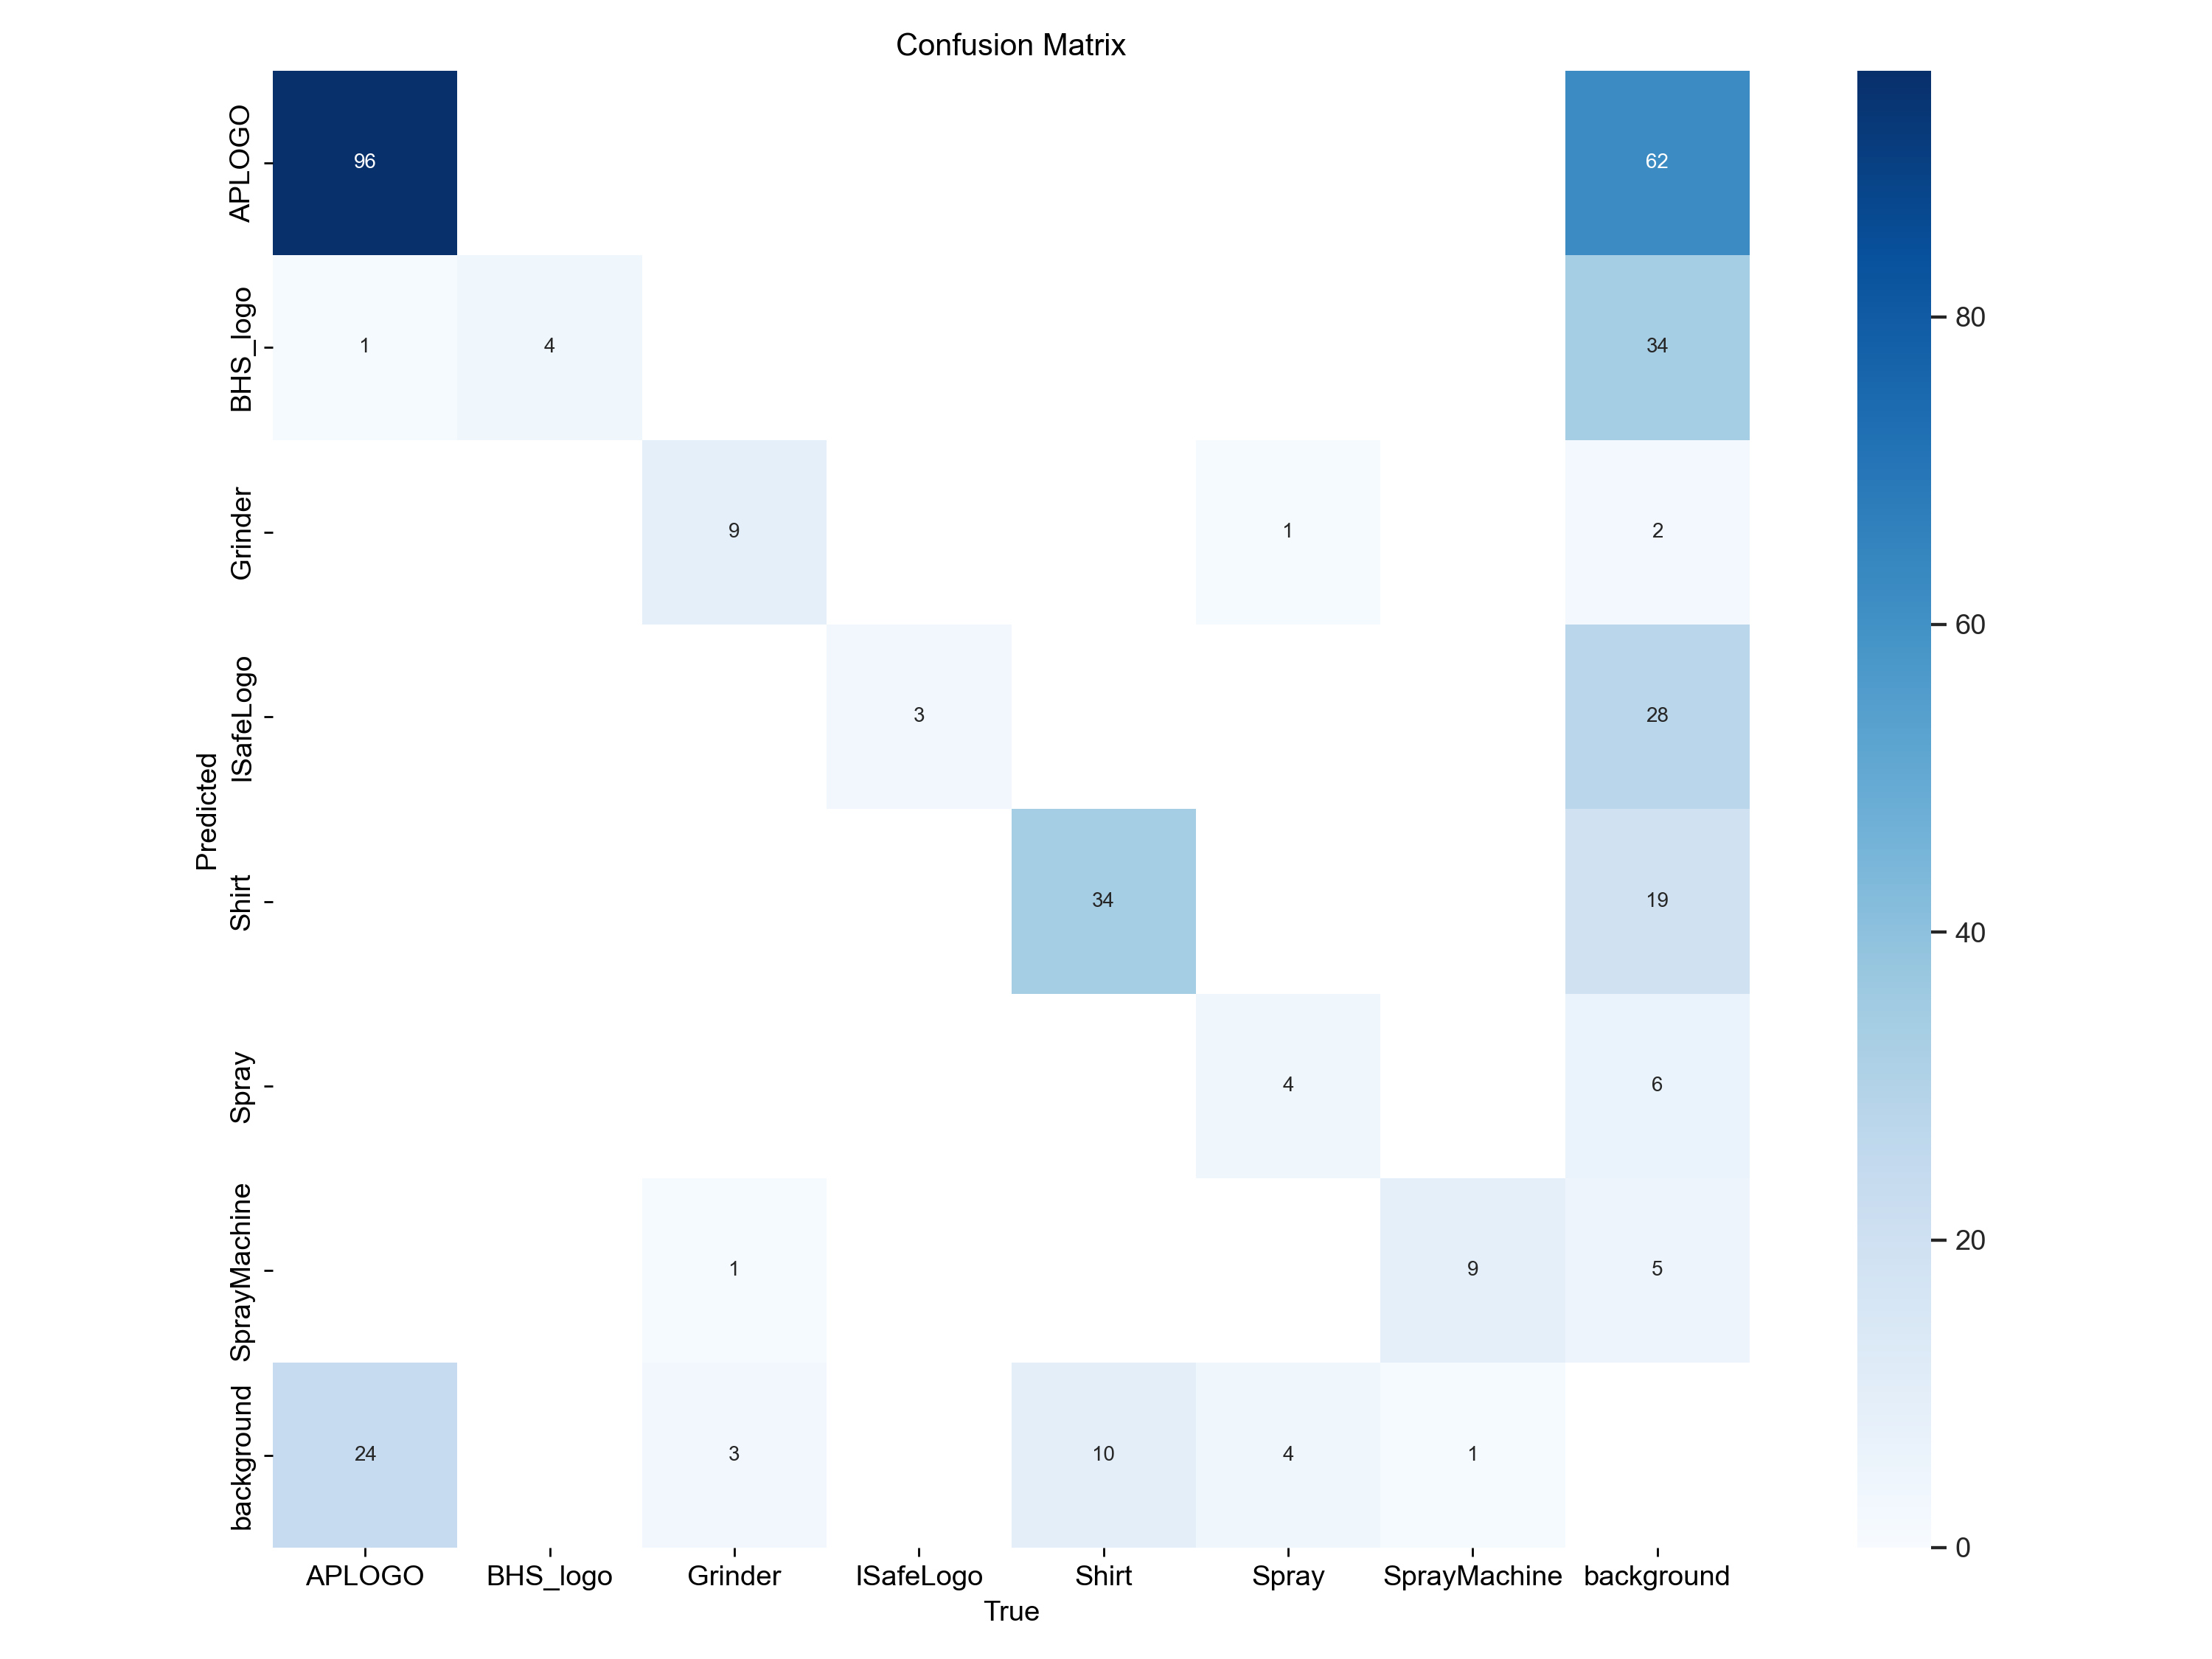 Confusion Matrix
APLOGO
96
62
BHS_logo
1
4
34
80
Grinder
9
1
2
60
ISafeLogo
3
28
Predicted
Shirt
34
19
40
Spray
4
6
SprayMachine
1
9
5
20
background
24
3
10
4
1
0
APLOGO BHS_logo Grinder ISafeLogo Shirt Spray SprayMachine background
True